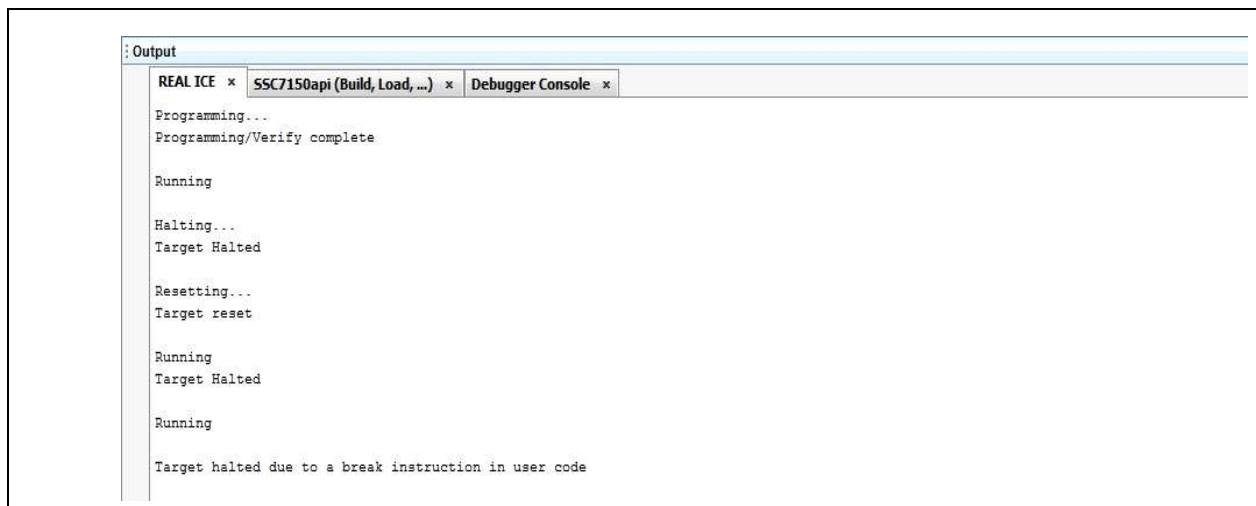 Output
REAL ICE x SSC7150api (Build, Load, ...) x Debugger Console x
Programming...
Programming/Verify complete
Running
Halting...
Target Halted
Resetting...
Target reset
Running
Target Halted
Running
Target halted due to a break instruction in user code